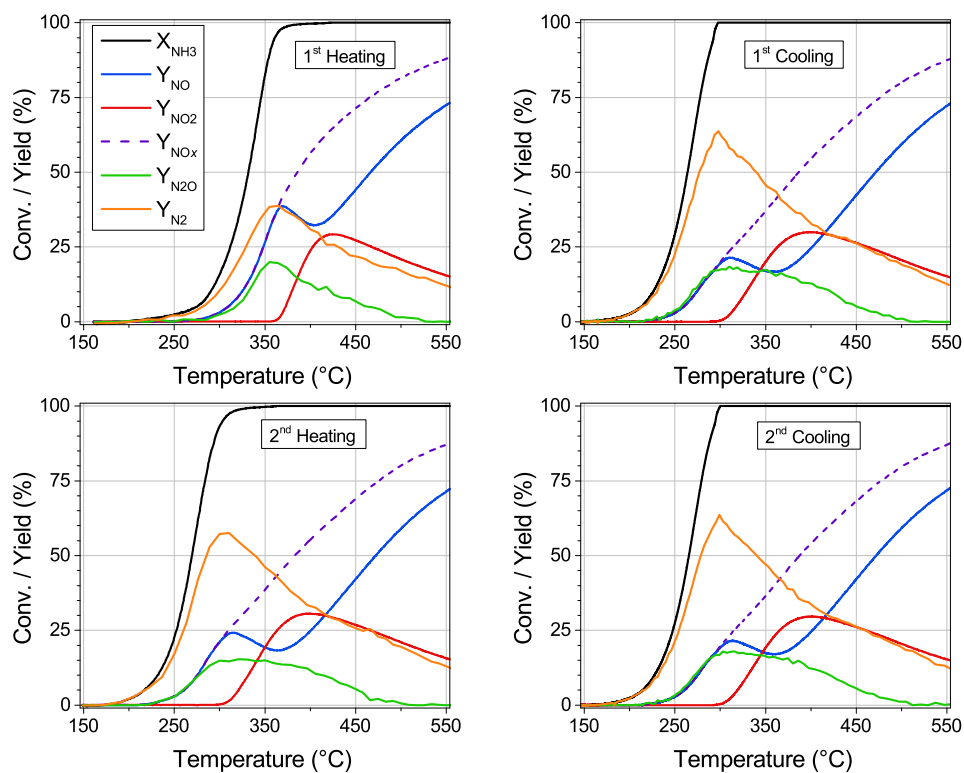 100
75
50
25
0
Conv. / Yield (%)
X_NH3
Y_NO
Y_NO2
Y_NOx
Y_N2O
Y_N2
1st Heating
150 250 350 450 550
Temperature (°C)
100
75
50
25
0
Conv. / Yield (%)
1st Cooling
150 250 350 450 550
Temperature (°C)
100
75
50
25
0
Conv. / Yield (%)
2nd Heating
150 250 350 450 550
Temperature (°C)
100
75
50
25
0
Conv. / Yield (%)
2nd Cooling
150 250 350 450 550
Temperature (°C)